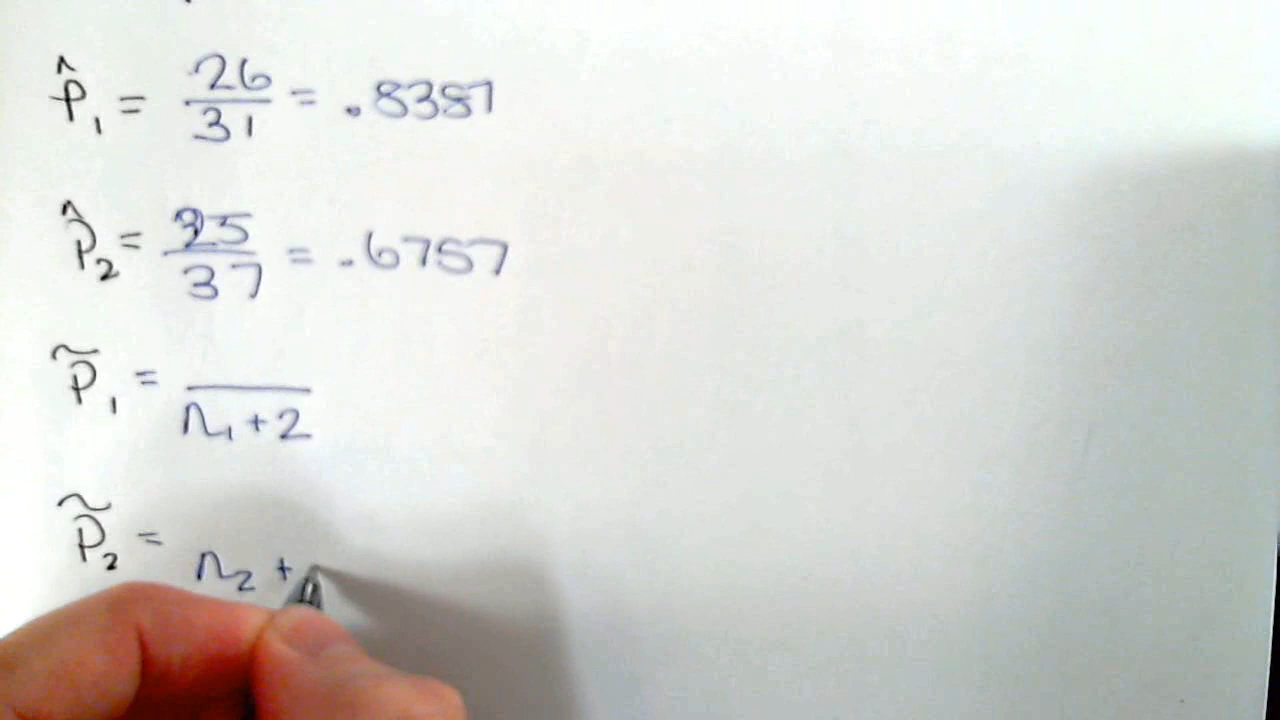 p̂₁ = 26/31 = .8387
p̂₂ = 25/37 = .6757
p̃₁ = /n₁+2
p̃₂ = n₂ +